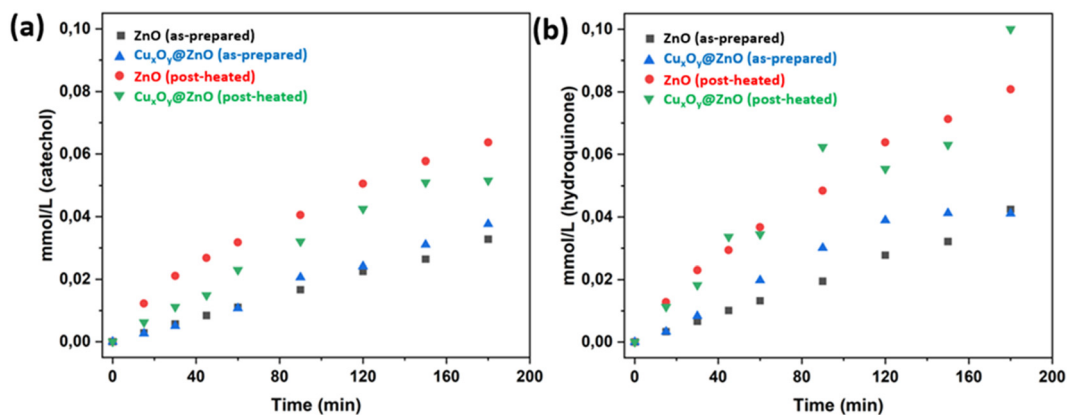 (a)
ZnO (as-prepared)
CuxOy@ZnO (as-prepared)
ZnO (post-heated)
CuxOy@ZnO (post-heated)
0,10
0,08
0,06
0,04
0,02
0,00
mmol/L (catechol)
0 40 80 120 160 200
Time (min)
(b)
ZnO (as-prepared)
CuxOy@ZnO (as-prepared)
ZnO (post-heated)
CuxOy@ZnO (post-heated)
0,10
0,08
0,06
0,04
0,02
0,00
mmol/L (hydroquinone)
0 40 80 120 160 200
Time (min)